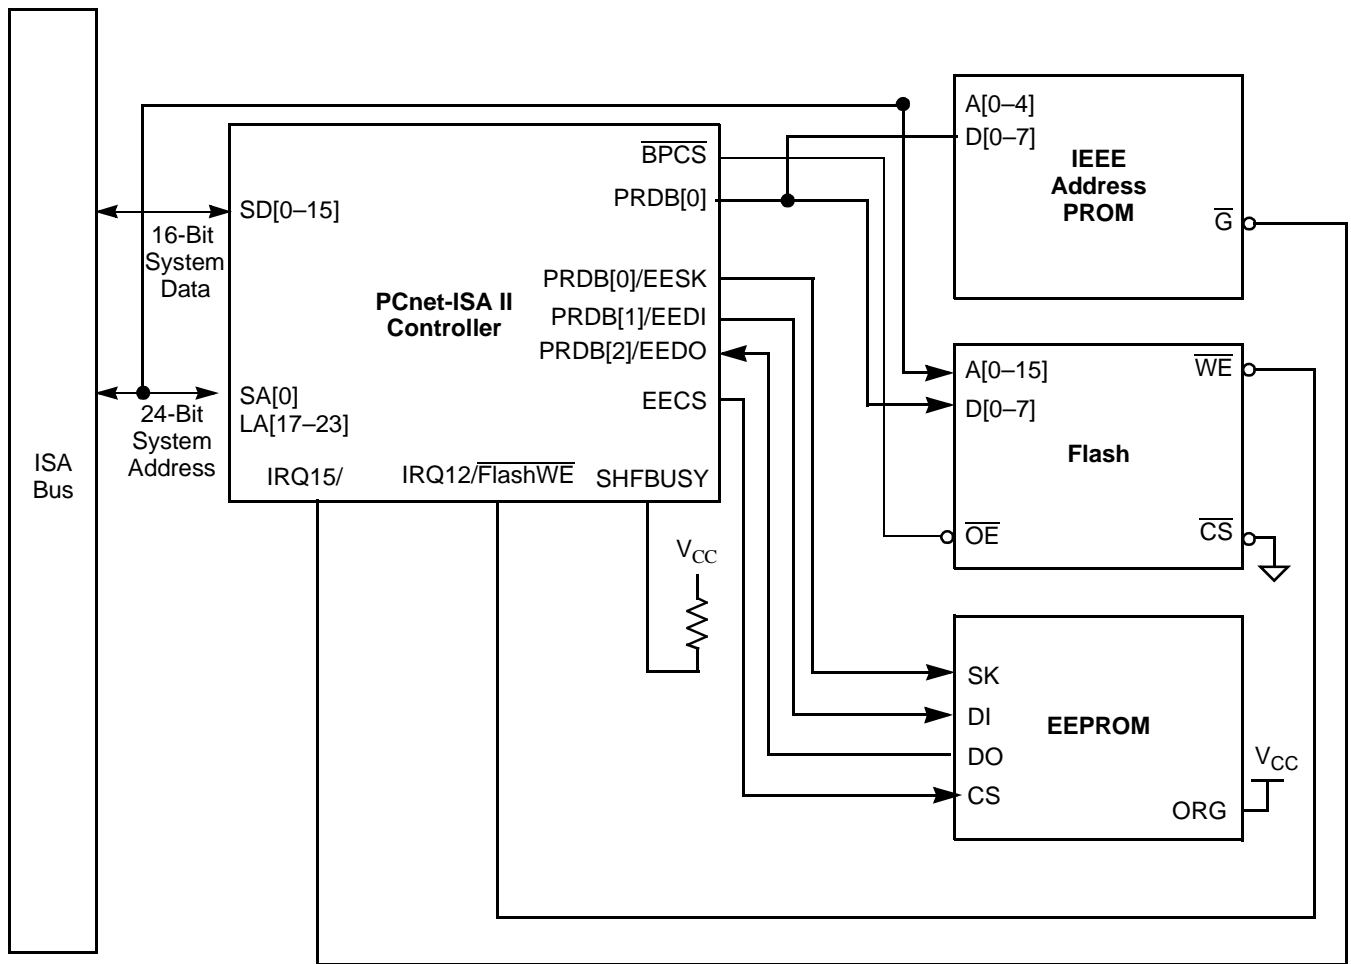 ISA
Bus
16-Bit
System
Data
24-Bit
System
Address
PCnet-ISA II
Controller
SD[0–15]
SA[0]
LA[17–23]
BPCS
PRDB[0]
PRDB[0]/EESK
PRDB[1]/EEDI
PRDB[2]/EEDO
EECS
IRQ15/
IRQ12/FlashWE
SHFBUSY
VCC
A[0–4]
D[0–7]
IEEE
Address
PROM
G
A[0–15]
D[0–7]
WE
Flash
OE
CS
SK
DI
DO
CS
EEPROM
ORG
VCC